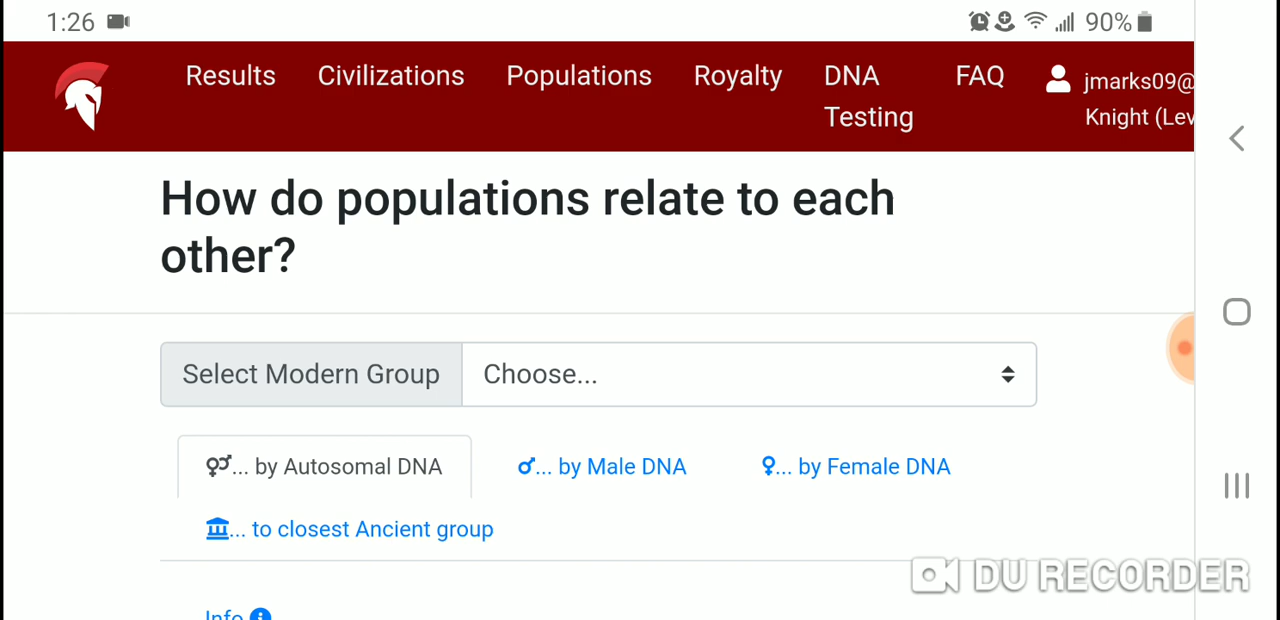 1:26 90%
Results Civilizations Populations Royalty DNA Testing FAQ jmarks09@
Knight (Lev
How do populations relate to each
other?
Select Modern Group Choose...
... by Autosomal DNA ... by Male DNA ... by Female DNA
... to closest Ancient group
DU RECORDER
Info